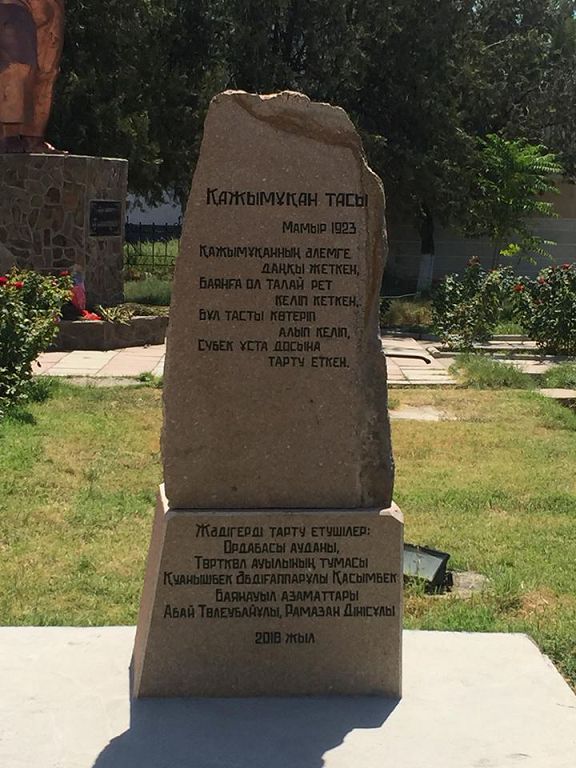 Қажымұқан тасы
Мамыр 1923
Қажымұқанның әлемге
даңқы жеткен,
Баянға ол талай рет
келіп кеткен.
Бұл тасты көтеріп
алып келіп,
Сүбек ұста досына
тарту еткен.
Жәдігерді тарту етушілер:
Ордабасы ауданы,
Төрткөл ауылының тумасы
Қуанышбек Әбдіғаппарұлы Қасымбек
Баянауыл азаматтары
Абай Төлеубайұлы, Рамазан Дінісұлы
2018 жыл